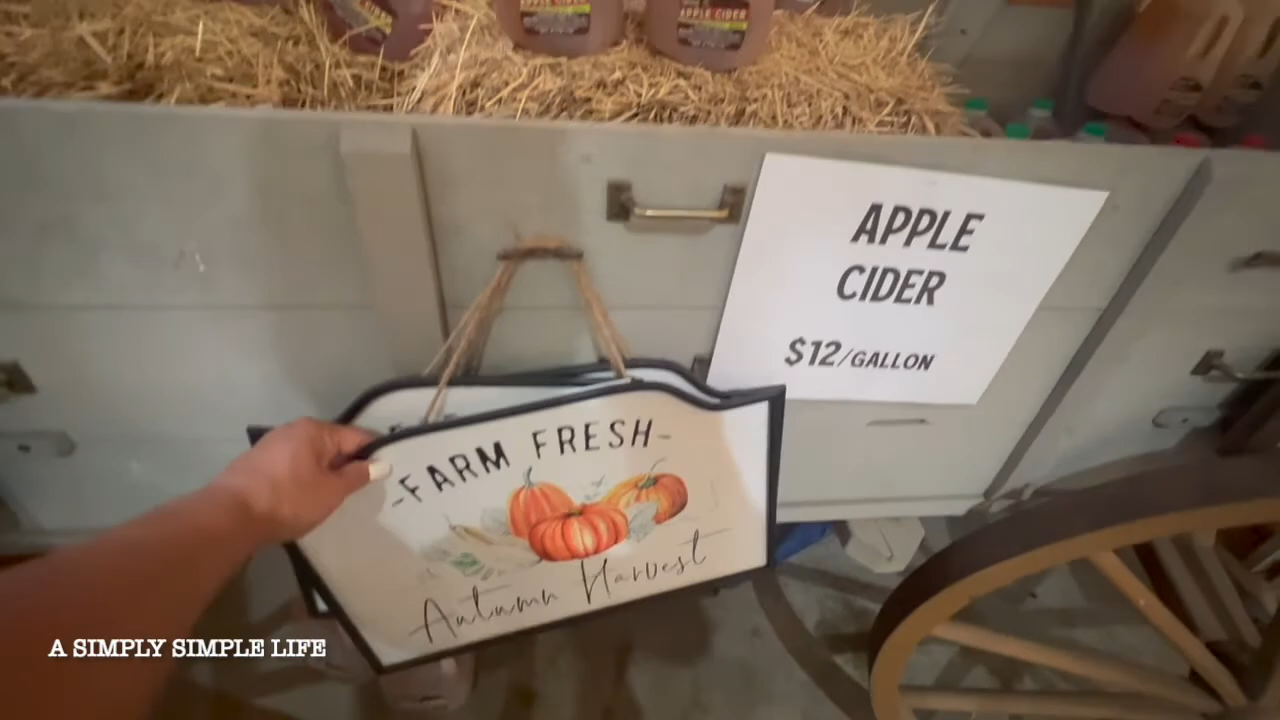 APPLE CIDER
APPLE CIDER
APPLE
CIDER
$12/GALLON
-FARM FRESH-
Autumn Harvest
A SIMPLY SIMPLE LIFE